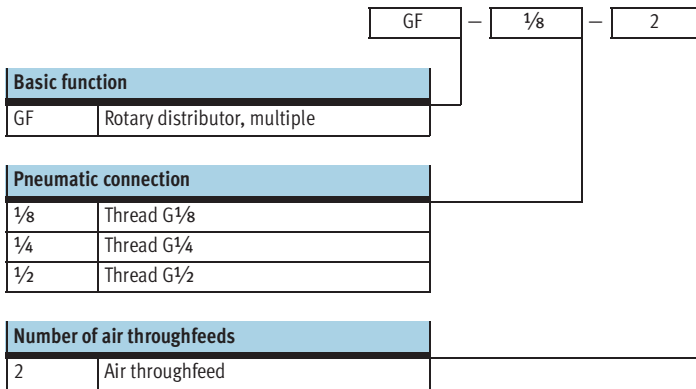 GF – 1⁄8 – 2
Basic function
GF Rotary distributor, multiple
Pneumatic connection
1⁄8 Thread G1⁄8
1⁄4 Thread G1⁄4
1⁄2 Thread G1⁄2
Number of air throughfeeds
2 Air throughfeed